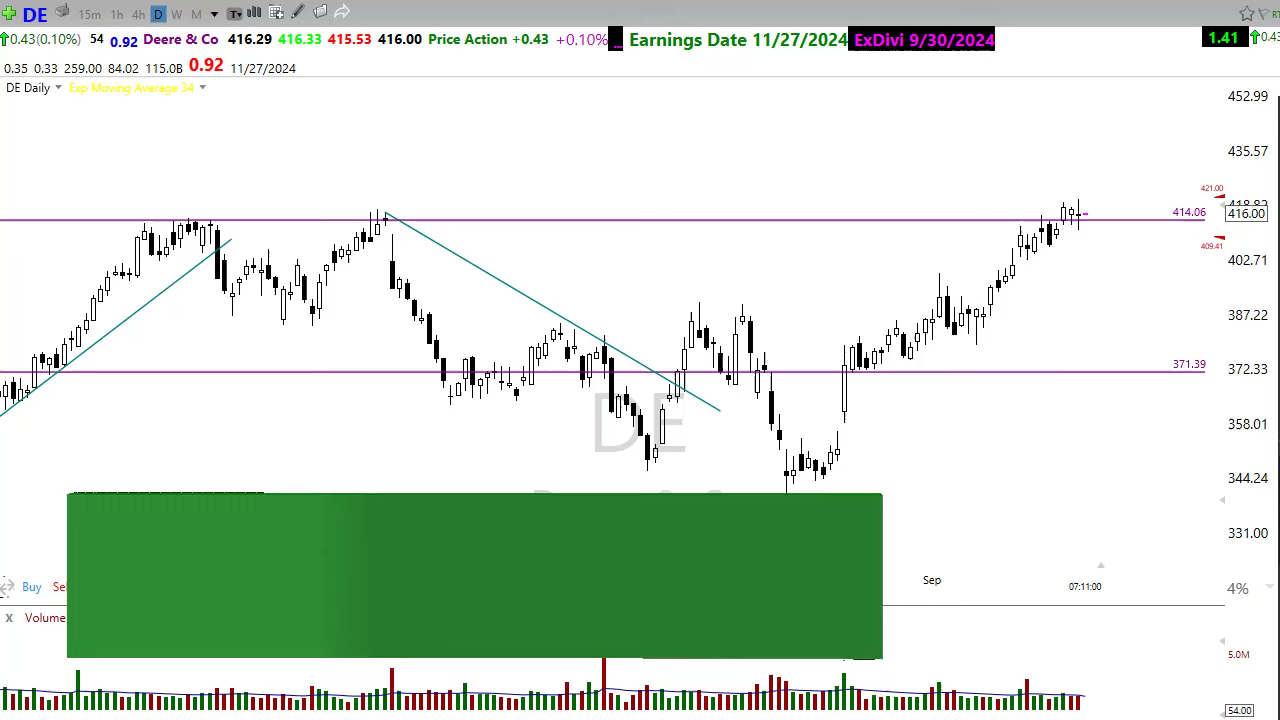 DE 15m 1h 4h D W M T
0.43(0.10%) 54 0.92 Deere & Co 416.29 416.33 415.53 416.00 Price Action +0.43 +0.10% ... Earnings Date 11/27/2024 ExDivi 9/30/2024 1.41 0.43
0.35 0.33 259.00 84.02 115.0B 0.92 11/27/2024
DE Daily Exp Moving Average 34
452.99
435.57
421.00
418.82
414.06 416.00
409.41
402.71
387.22
371.39 372.33
DE
358.01
344.24
331.00
Buy Sel Sep 07:11:00 4%
X Volume
5.0M
54.00